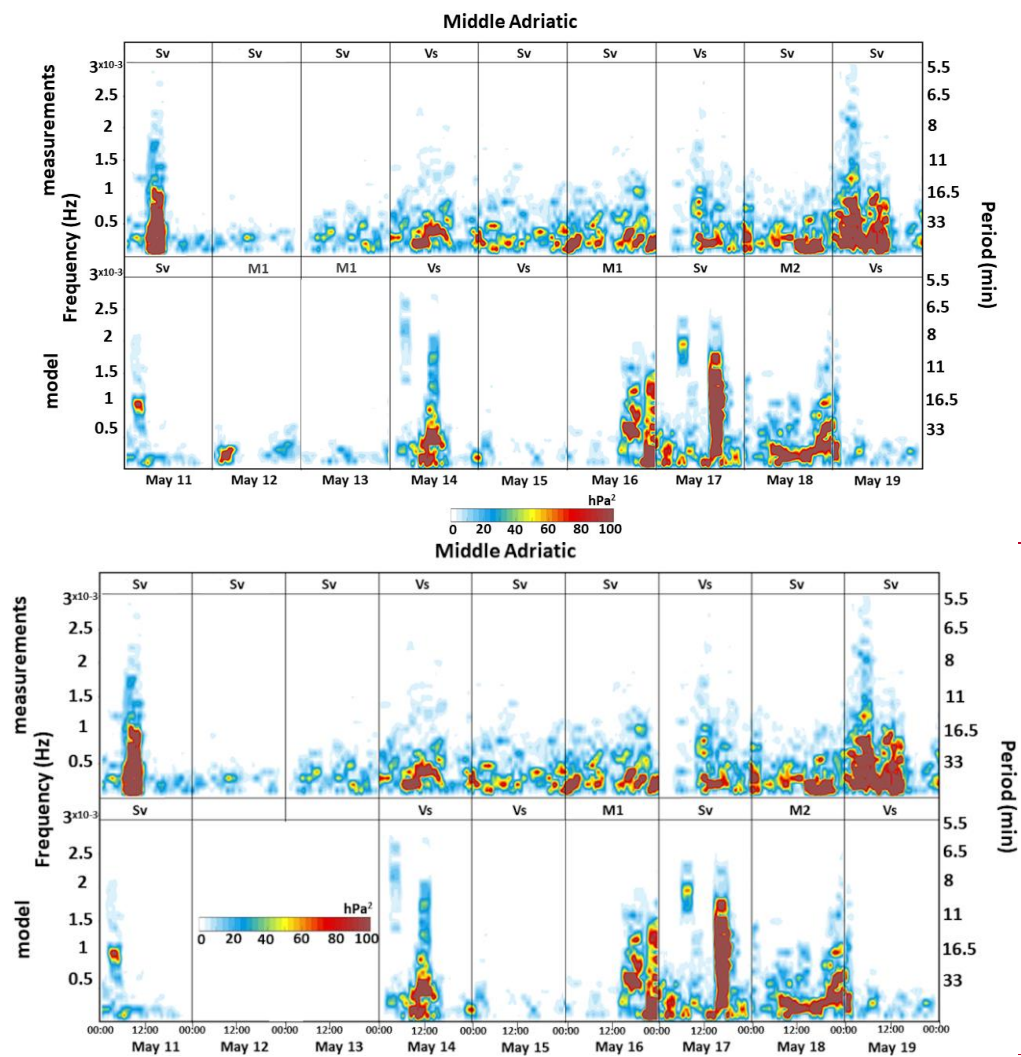 Middle Adriatic
Sv Sv Sv Vs Sv Sv Vs Sv Sv
measurements
Frequency (Hz)
model
3x10-3
2.5
2
1.5
1
0.5
5.5
6.5
8
11
16.5
33
Period (min)
Sv M1 M1 Vs Vs M1 Sv M2 Vs
3x10-3
2.5
2
1.5
1
0.5
5.5
6.5
8
11
16.5
33
May 11 May 12 May 13 May 14 May 15 May 16 May 17 May 18 May 19
hPa2
0 20 40 60 80 100
Middle Adriatic
Sv Sv Sv Vs Sv Sv Vs Sv Sv
measurements
Frequency (Hz)
model
3x10-3
2.5
2
1.5
1
0.5
5.5
6.5
8
11
16.5
33
Period (min)
Sv Vs Vs M1 Sv M2 Vs
3x10-3
2.5
2
1.5
1
0.5
5.5
6.5
8
11
16.5
33
hPa2
0 20 40 60 80 100
00:00 12:00 00:00 12:00 00:00 12:00 00:00 12:00 00:00 12:00 00:00 12:00 00:00 12:00 00:00 12:00 00:00 12:00 00:00
May 11 May 12 May 13 May 14 May 15 May 16 May 17 May 18 May 19